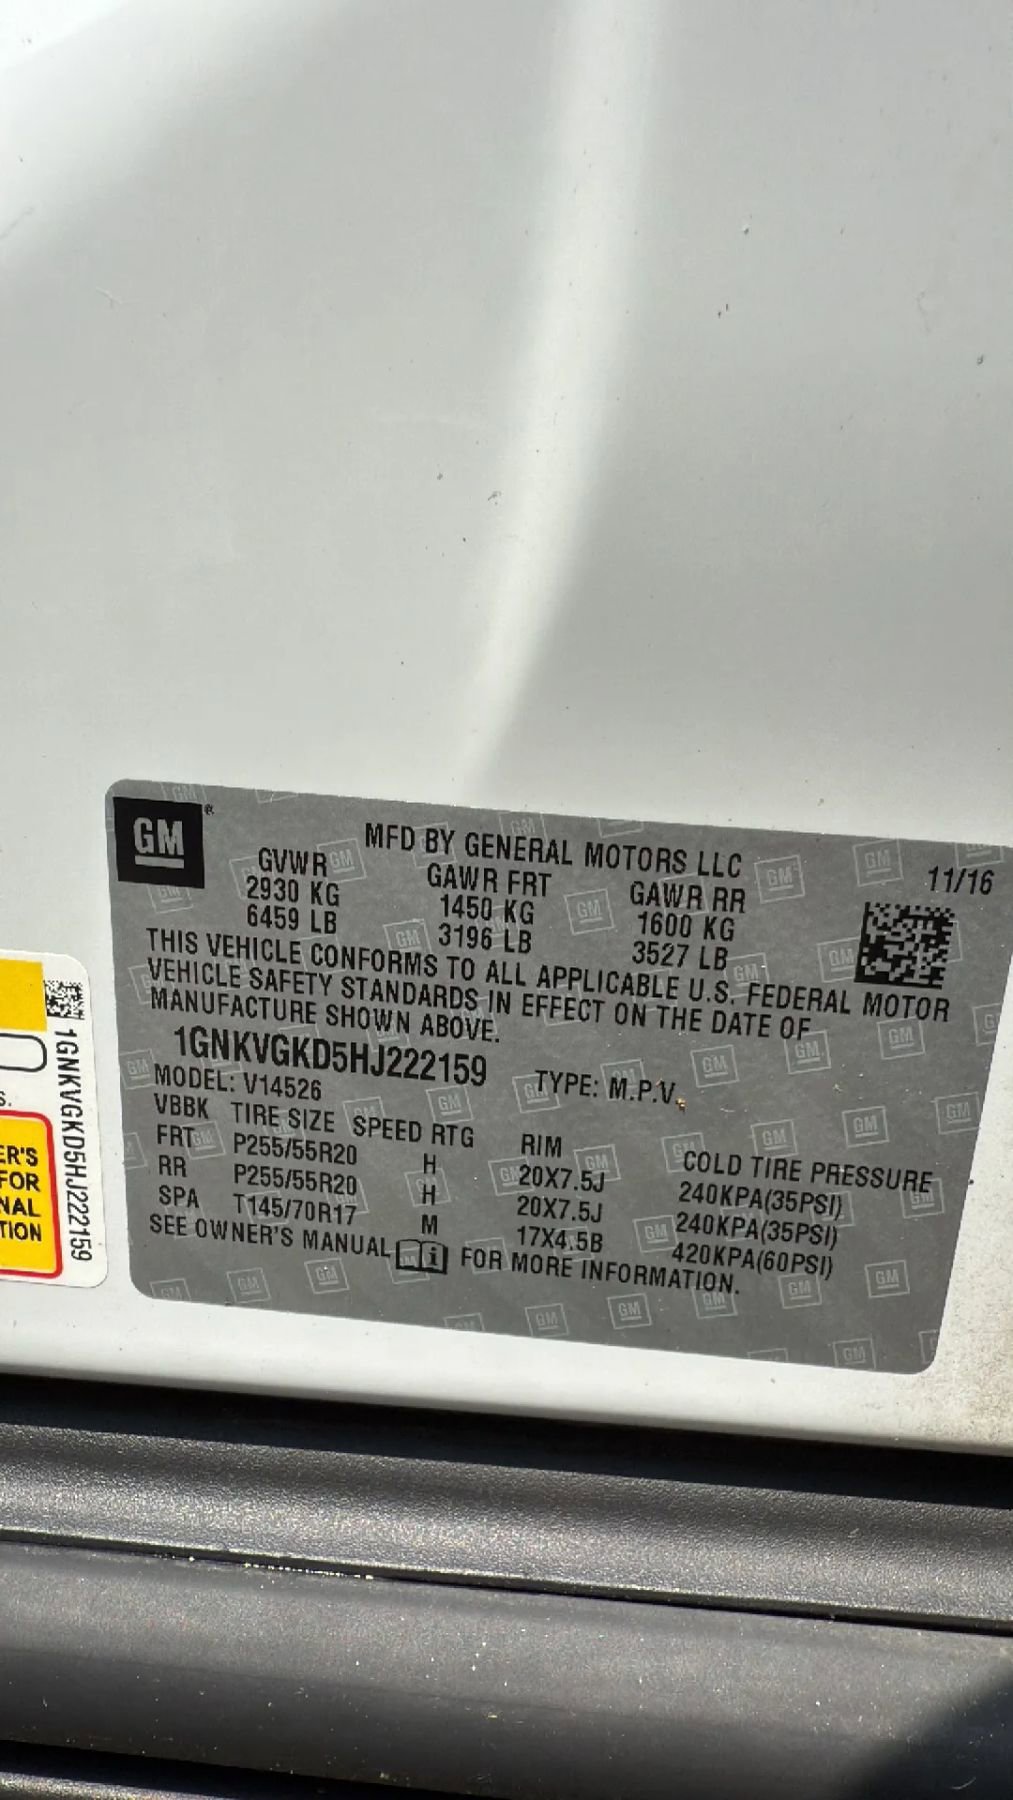 GM
MFD BY GENERAL MOTORS LLC
11/16
GVWR GAWR FRT GAWR RR
2930 KG 1450 KG 1600 KG
6459 LB 3196 LB 3527 LB
THIS VEHICLE CONFORMS TO ALL APPLICABLE U.S. FEDERAL MOTOR
VEHICLE SAFETY STANDARDS IN EFFECT ON THE DATE OF
MANUFACTURE SHOWN ABOVE.
1GNKVGKD5HJ222159 TYPE: M.P.V.
MODEL: V14526
VBBK TIRE SIZE SPEED RTG RIM COLD TIRE PRESSURE
FRT P255/55R20 H 20X7.5J 240KPA(35PSI)
RR P255/55R20 H 20X7.5J 240KPA(35PSI)
SPA T145/70R17 M 17X4.5B 420KPA(60PSI)
SEE OWNER'S MANUAL FOR MORE INFORMATION.
1GNKVGKD5HJ222159
S.
ER'S
FOR
NAL
TION